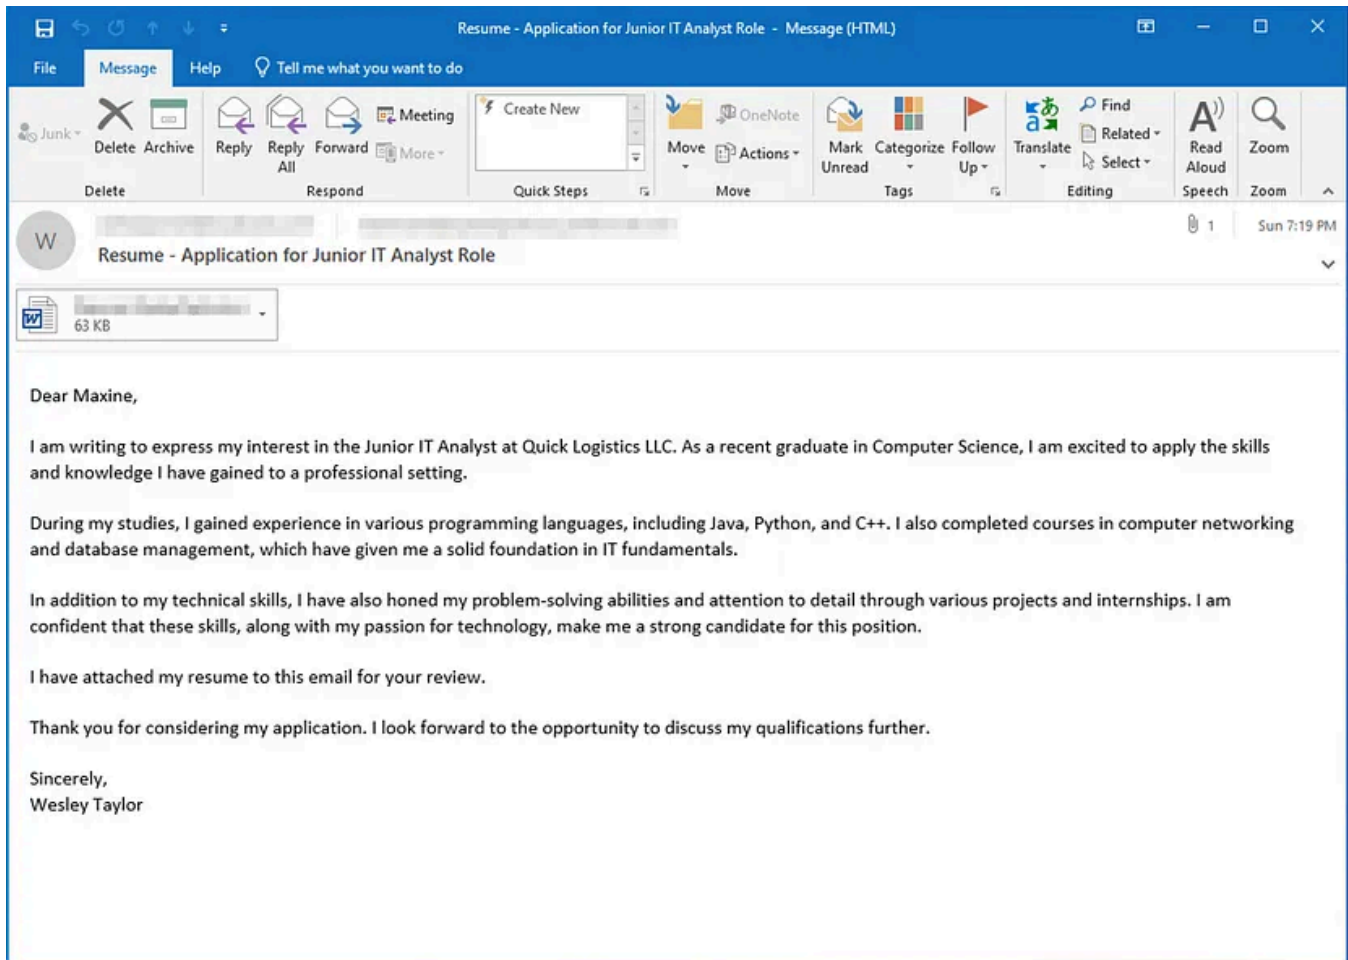 Resume - Application for Junior IT Analyst Role - Message (HTML)
File Message Help Tell me what you want to do
Junk
Delete
Archive
Delete
Reply
Reply All
Forward
Meeting
More
Respond
Create New
Quick Steps
Move
OneNote
Actions
Move
Mark Unread
Categorize
Follow Up
Tags
Translate
Find
Related
Select
Editing
Read Aloud
Speech
Zoom
Zoom
W
1 Sun 7:19 PM
Resume - Application for Junior IT Analyst Role
W
63 KB
Dear Maxine,
I am writing to express my interest in the Junior IT Analyst at Quick Logistics LLC. As a recent graduate in Computer Science, I am excited to apply the skills
and knowledge I have gained to a professional setting.
During my studies, I gained experience in various programming languages, including Java, Python, and C++. I also completed courses in computer networking
and database management, which have given me a solid foundation in IT fundamentals.
In addition to my technical skills, I have also honed my problem-solving abilities and attention to detail through various projects and internships. I am
confident that these skills, along with my passion for technology, make me a strong candidate for this position.
I have attached my resume to this email for your review.
Thank you for considering my application. I look forward to the opportunity to discuss my qualifications further.
Sincerely,
Wesley Taylor